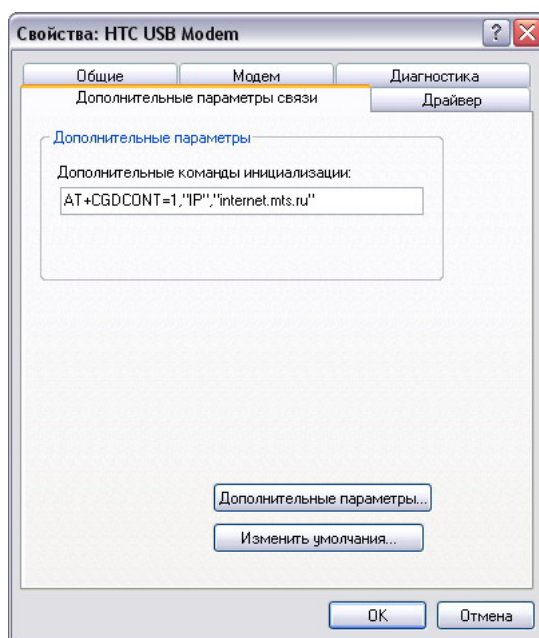 Свойства: HTC USB Modem
Общие
Модем
Диагностика
Дополнительные параметры связи
Драйвер
Дополнительные параметры
Дополнительные команды инициализации:
AT+CGDCONT=1,"IP","internet.mts.ru"
Дополнительные параметры...
Изменить умолчания...
OK
Отмена